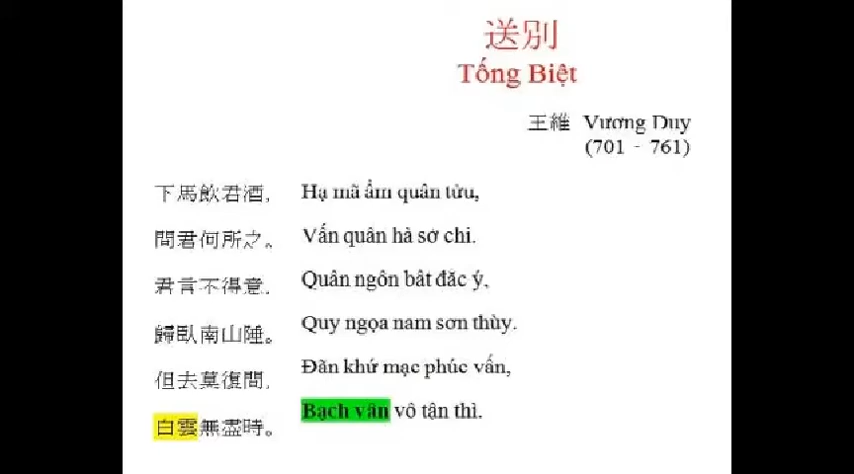 送別
Tống Biệt
王維 Vương Duy
(701 - 761)
下馬飲君酒, Hạ mã ẩm quân tửu,
問君何所之。 Vấn quân hà sở chi.
君言不得意, Quân ngôn bât đắc ý,
歸臥南山陲。 Quy ngọa nam sơn thùy.
但去莫復問, Đãn khứ mạc phúc vấn,
白雲無盡時。 Bạch vân vô tận thì.